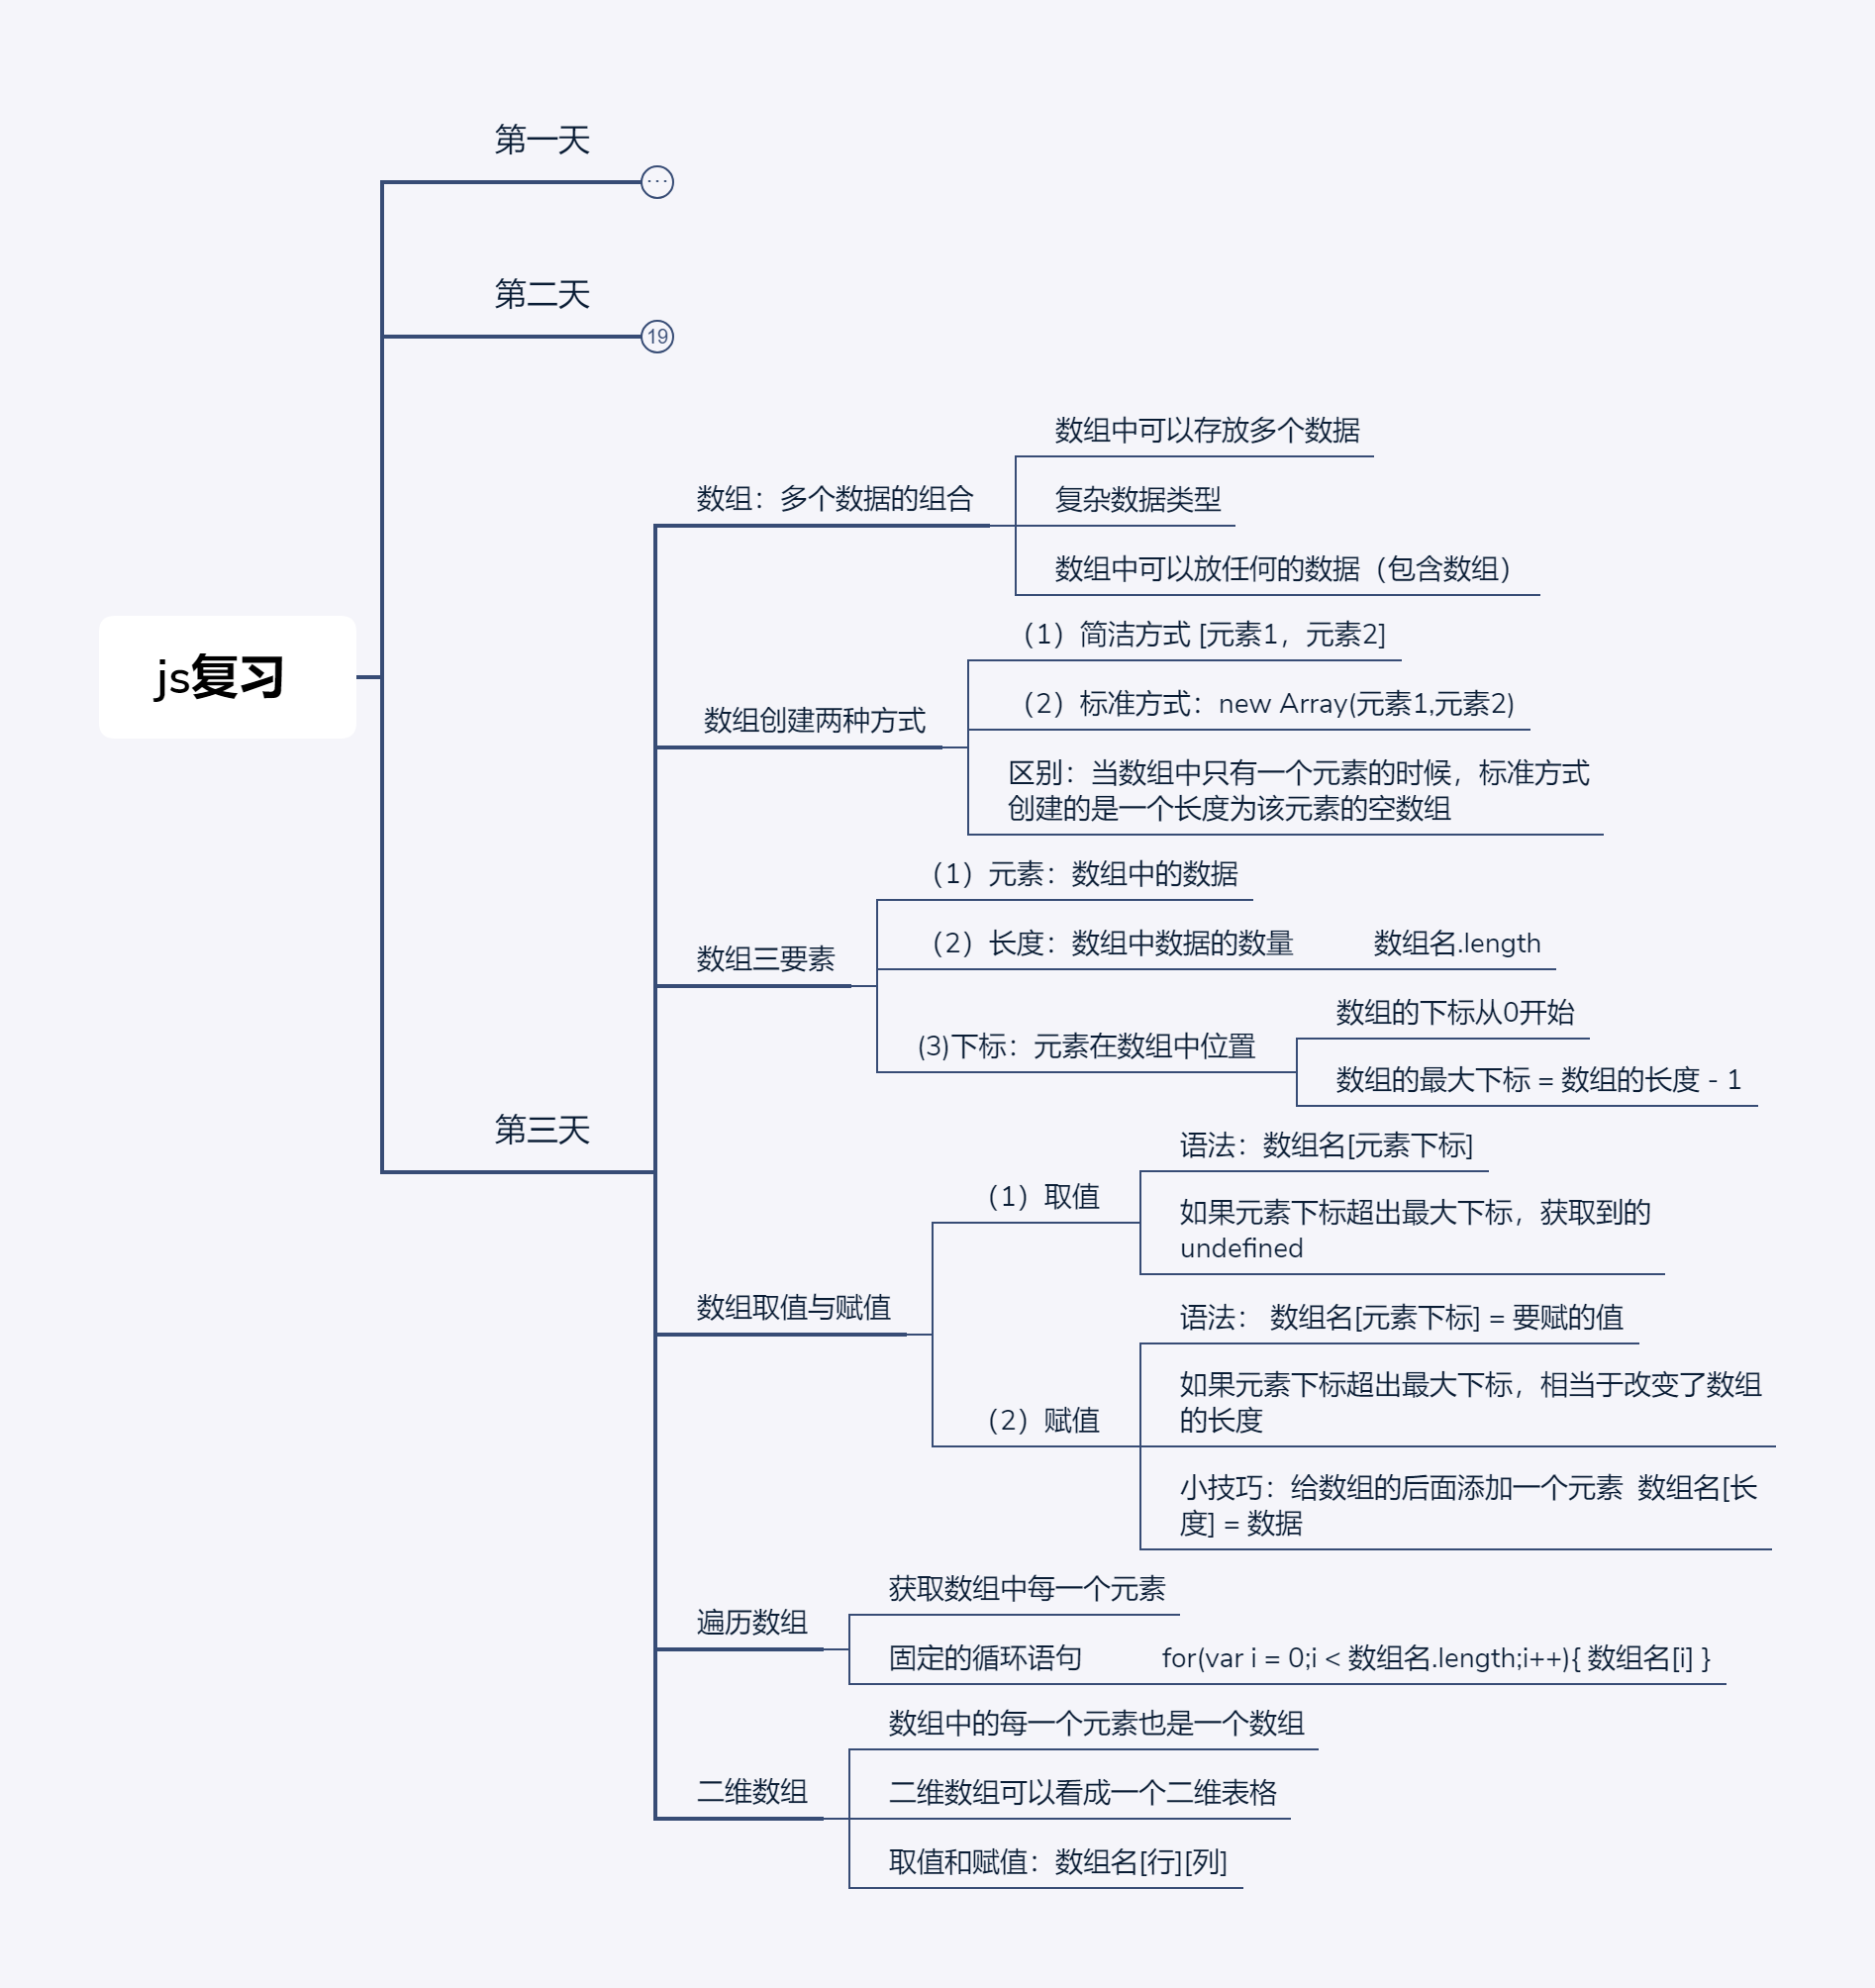 第一天
...
第二天
19
数组中可以存放多个数据
数组：多个数据的组合
复杂数据类型
数组中可以放任何的数据（包含数组）
（1）简洁方式 [元素1，元素2]
js复习
（2）标准方式：new Array(元素1,元素2)
数组创建两种方式
区别：当数组中只有一个元素的时候，标准方式
创建的是一个长度为该元素的空数组
（1）元素：数组中的数据
（2）长度：数组中数据的数量 数组名.length
数组三要素
数组的下标从0开始
(3)下标：元素在数组中位置
数组的最大下标 = 数组的长度 - 1
第三天
语法：数组名[元素下标]
（1）取值
如果元素下标超出最大下标，获取到的
undefined
数组取值与赋值
语法： 数组名[元素下标] = 要赋的值
如果元素下标超出最大下标，相当于改变了数组
的长度
（2）赋值
小技巧：给数组的后面添加一个元素 数组名[长
度] = 数据
获取数组中每一个元素
遍历数组
固定的循环语句 for(var i = 0;i < 数组名.length;i++){ 数组名[i] }
数组中的每一个元素也是一个数组
二维数组
二维数组可以看成一个二维表格
取值和赋值：数组名[行][列]